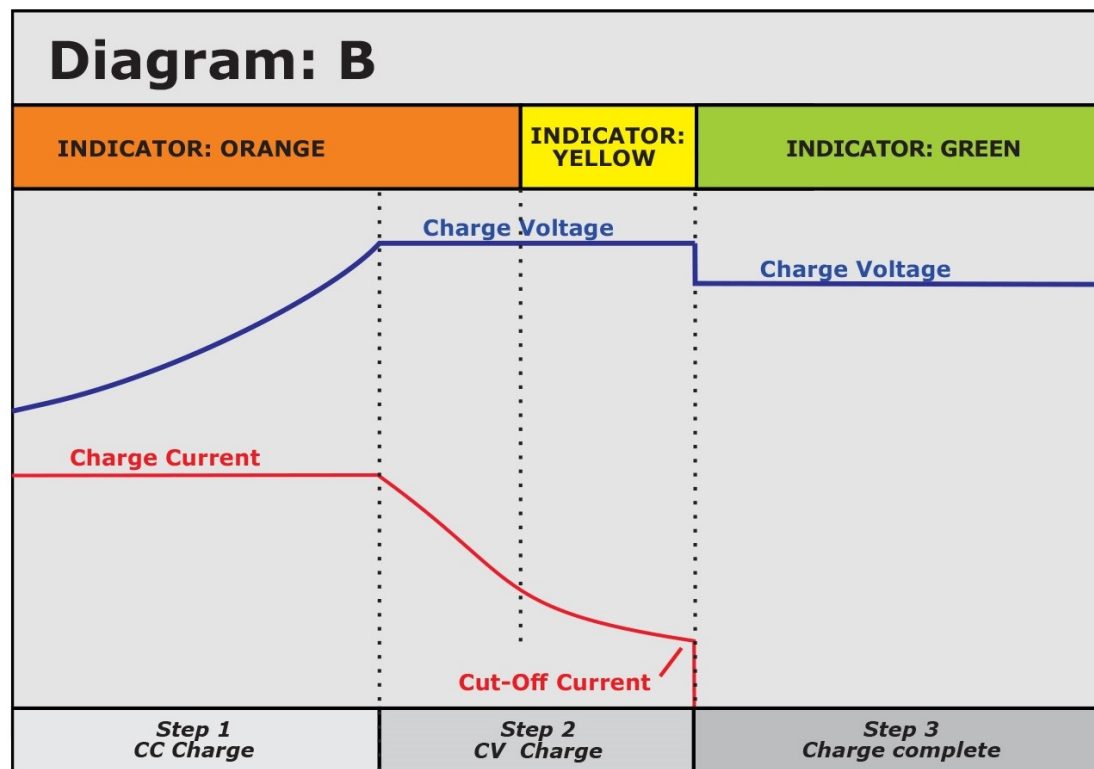 Diagram: B
INDICATOR: ORANGE
INDICATOR:
YELLOW
INDICATOR: GREEN
Charge Voltage
Charge Voltage
Charge Current
Cut-Off Current
Step 1
CC Charge
Step 2
CV Charge
Step 3
Charge complete